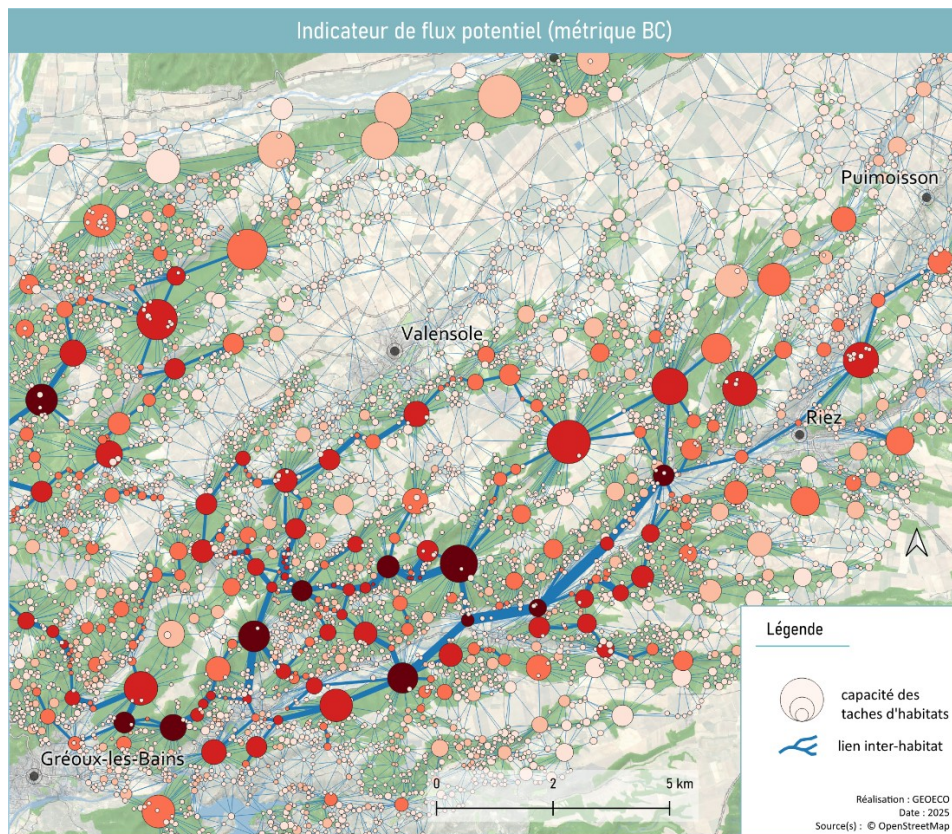 Indicateur de flux potentiel (métrique BC)
Puimoisson
Valensole
Riez
Gréoux-les-Bains
Légende
capacité des
taches d'habitats
lien inter-habitat
0
2
5 km
Réalisation : GEOECO
Date : 2025
Source(s) : © OpenStreetMap